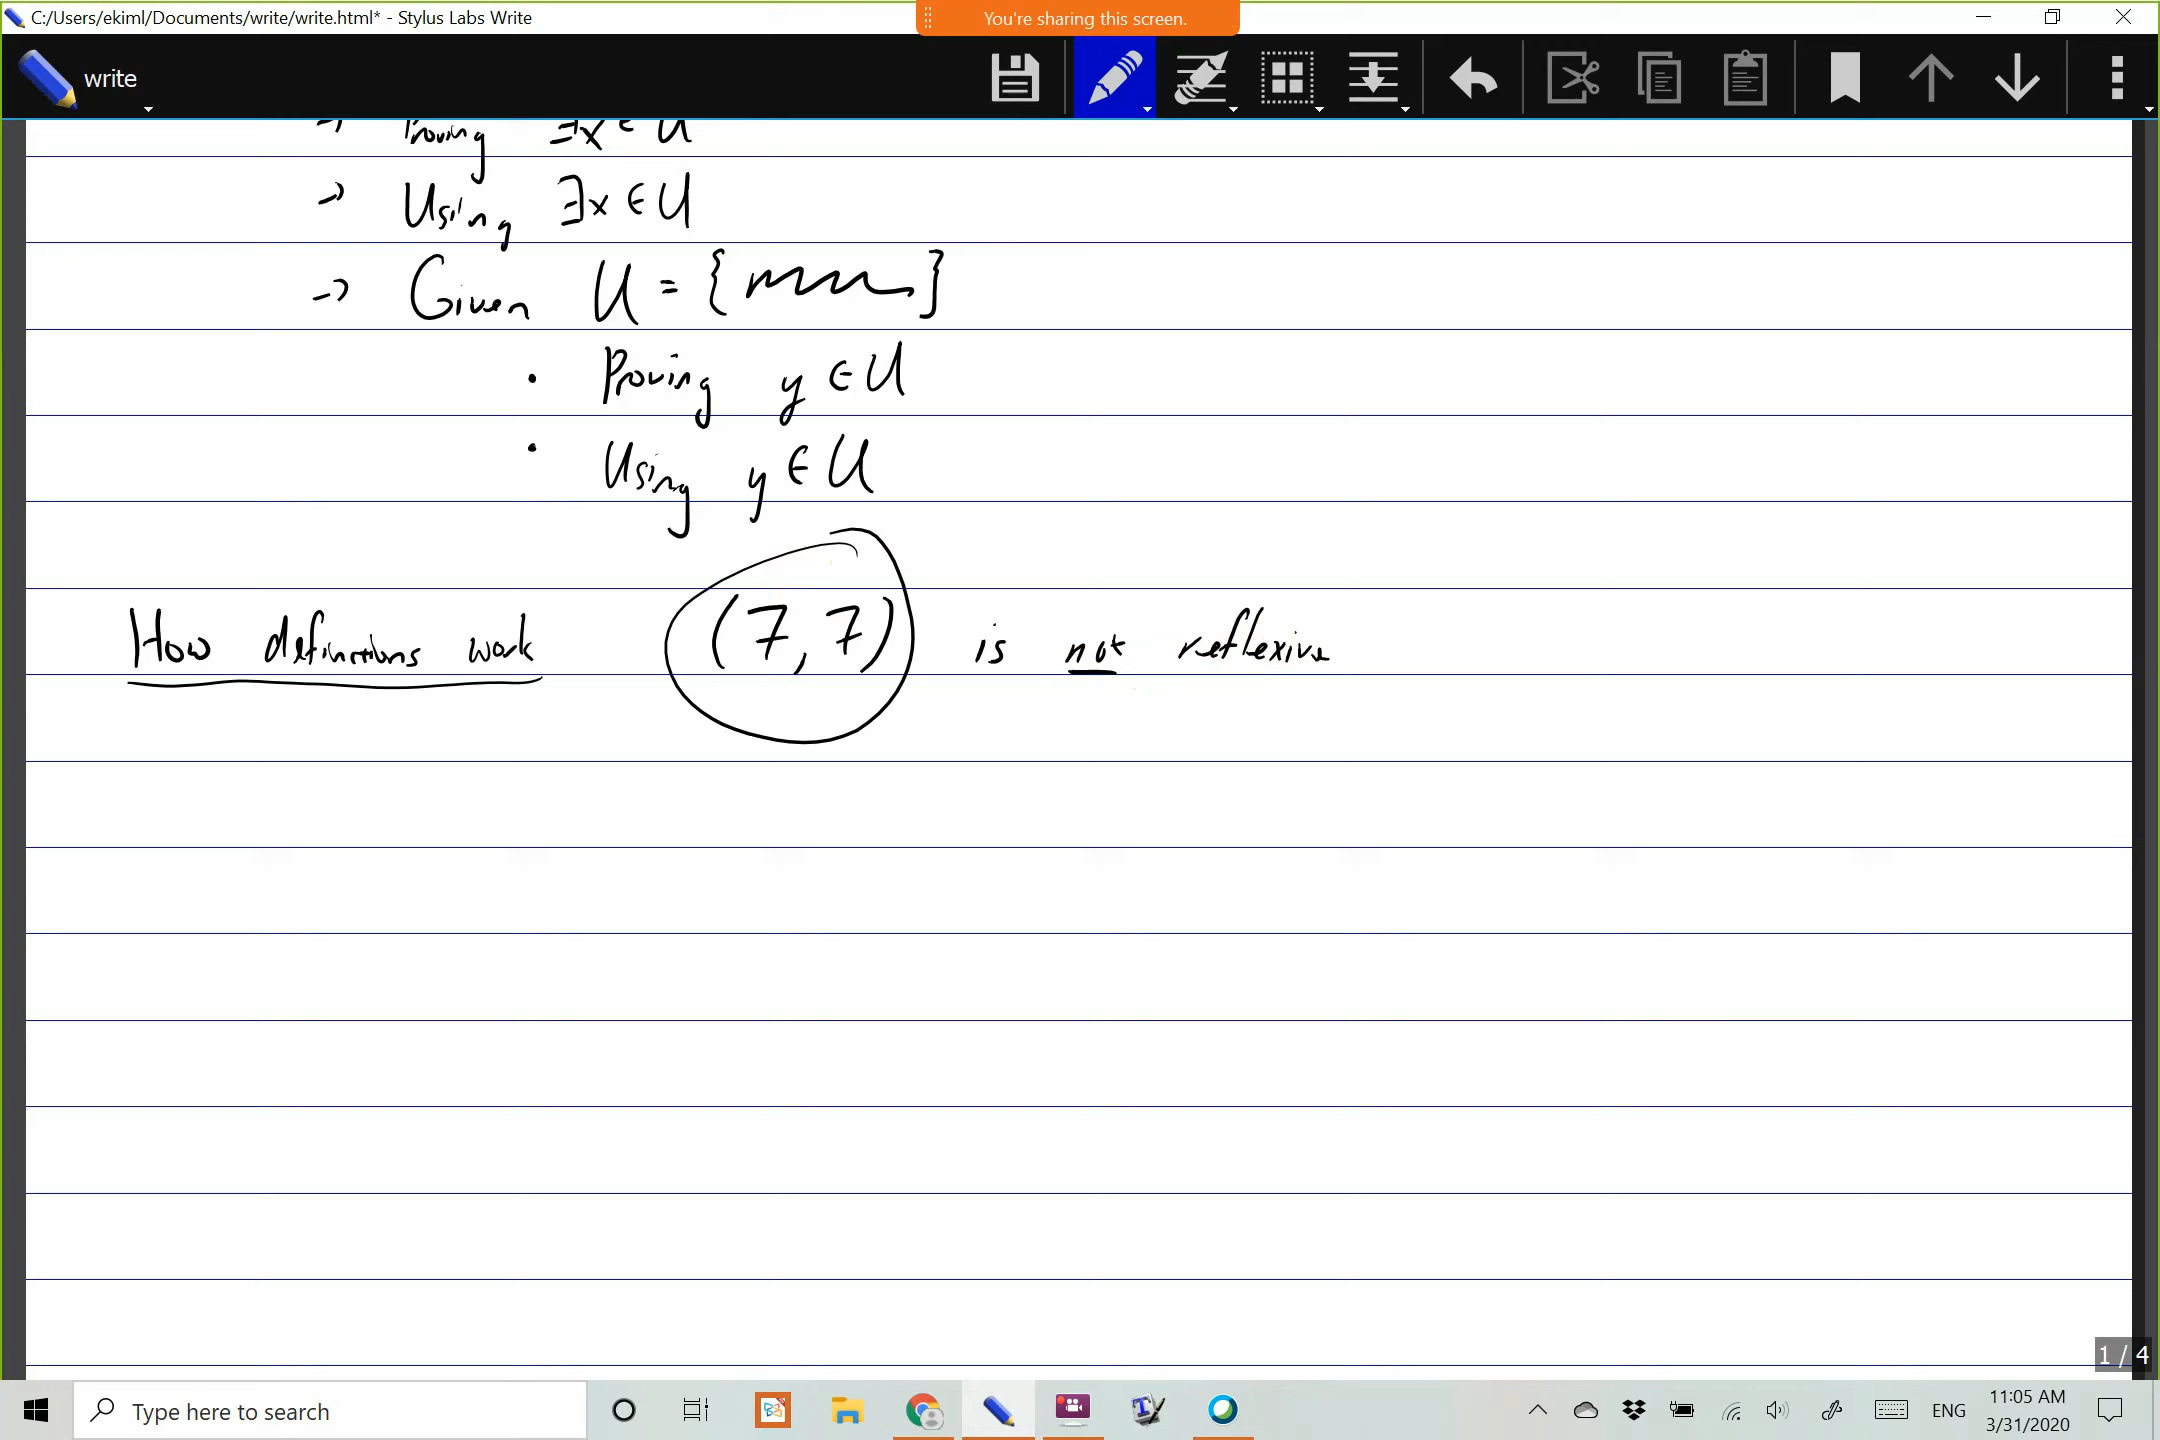 C:/Users/ekiml/Documents/write/write.html* - Stylus Labs Write
You're sharing this screen.
write
→ Proving ∃x ∈ U
→ Using ∃x ∈ U
→ Given U = { }
· Proving y ∈ U
· Using y ∈ U
How definitions work (7, 7) is not reflexive
1 / 4
Type here to search
ENG
11:05 AM
3/31/2020